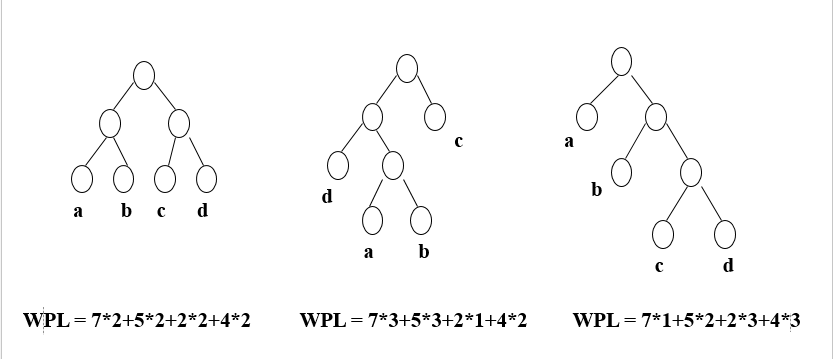 a b c d
c
d
a b
a
b
c d
WPL = 7*2+5*2+2*2+4*2
WPL = 7*3+5*3+2*1+4*2
WPL = 7*1+5*2+2*3+4*3